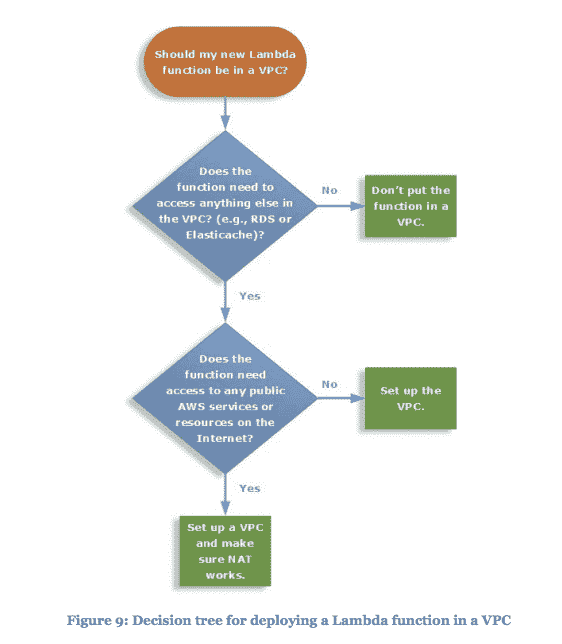 Should my new Lambda
function be in a VPC?
Does the
function need to
access anything else in
the VPC? (e.g., RDS or
Elasticache)?
No
Don't put the
function in a
VPC.
Yes
Does the
function need
access to any public
AWS services or
resources on the
Internet?
No
Set up the
VPC.
Yes
Set up a VPC
and make
sure NAT
works.
Figure 9: Decision tree for deploying a Lambda function in a VPC